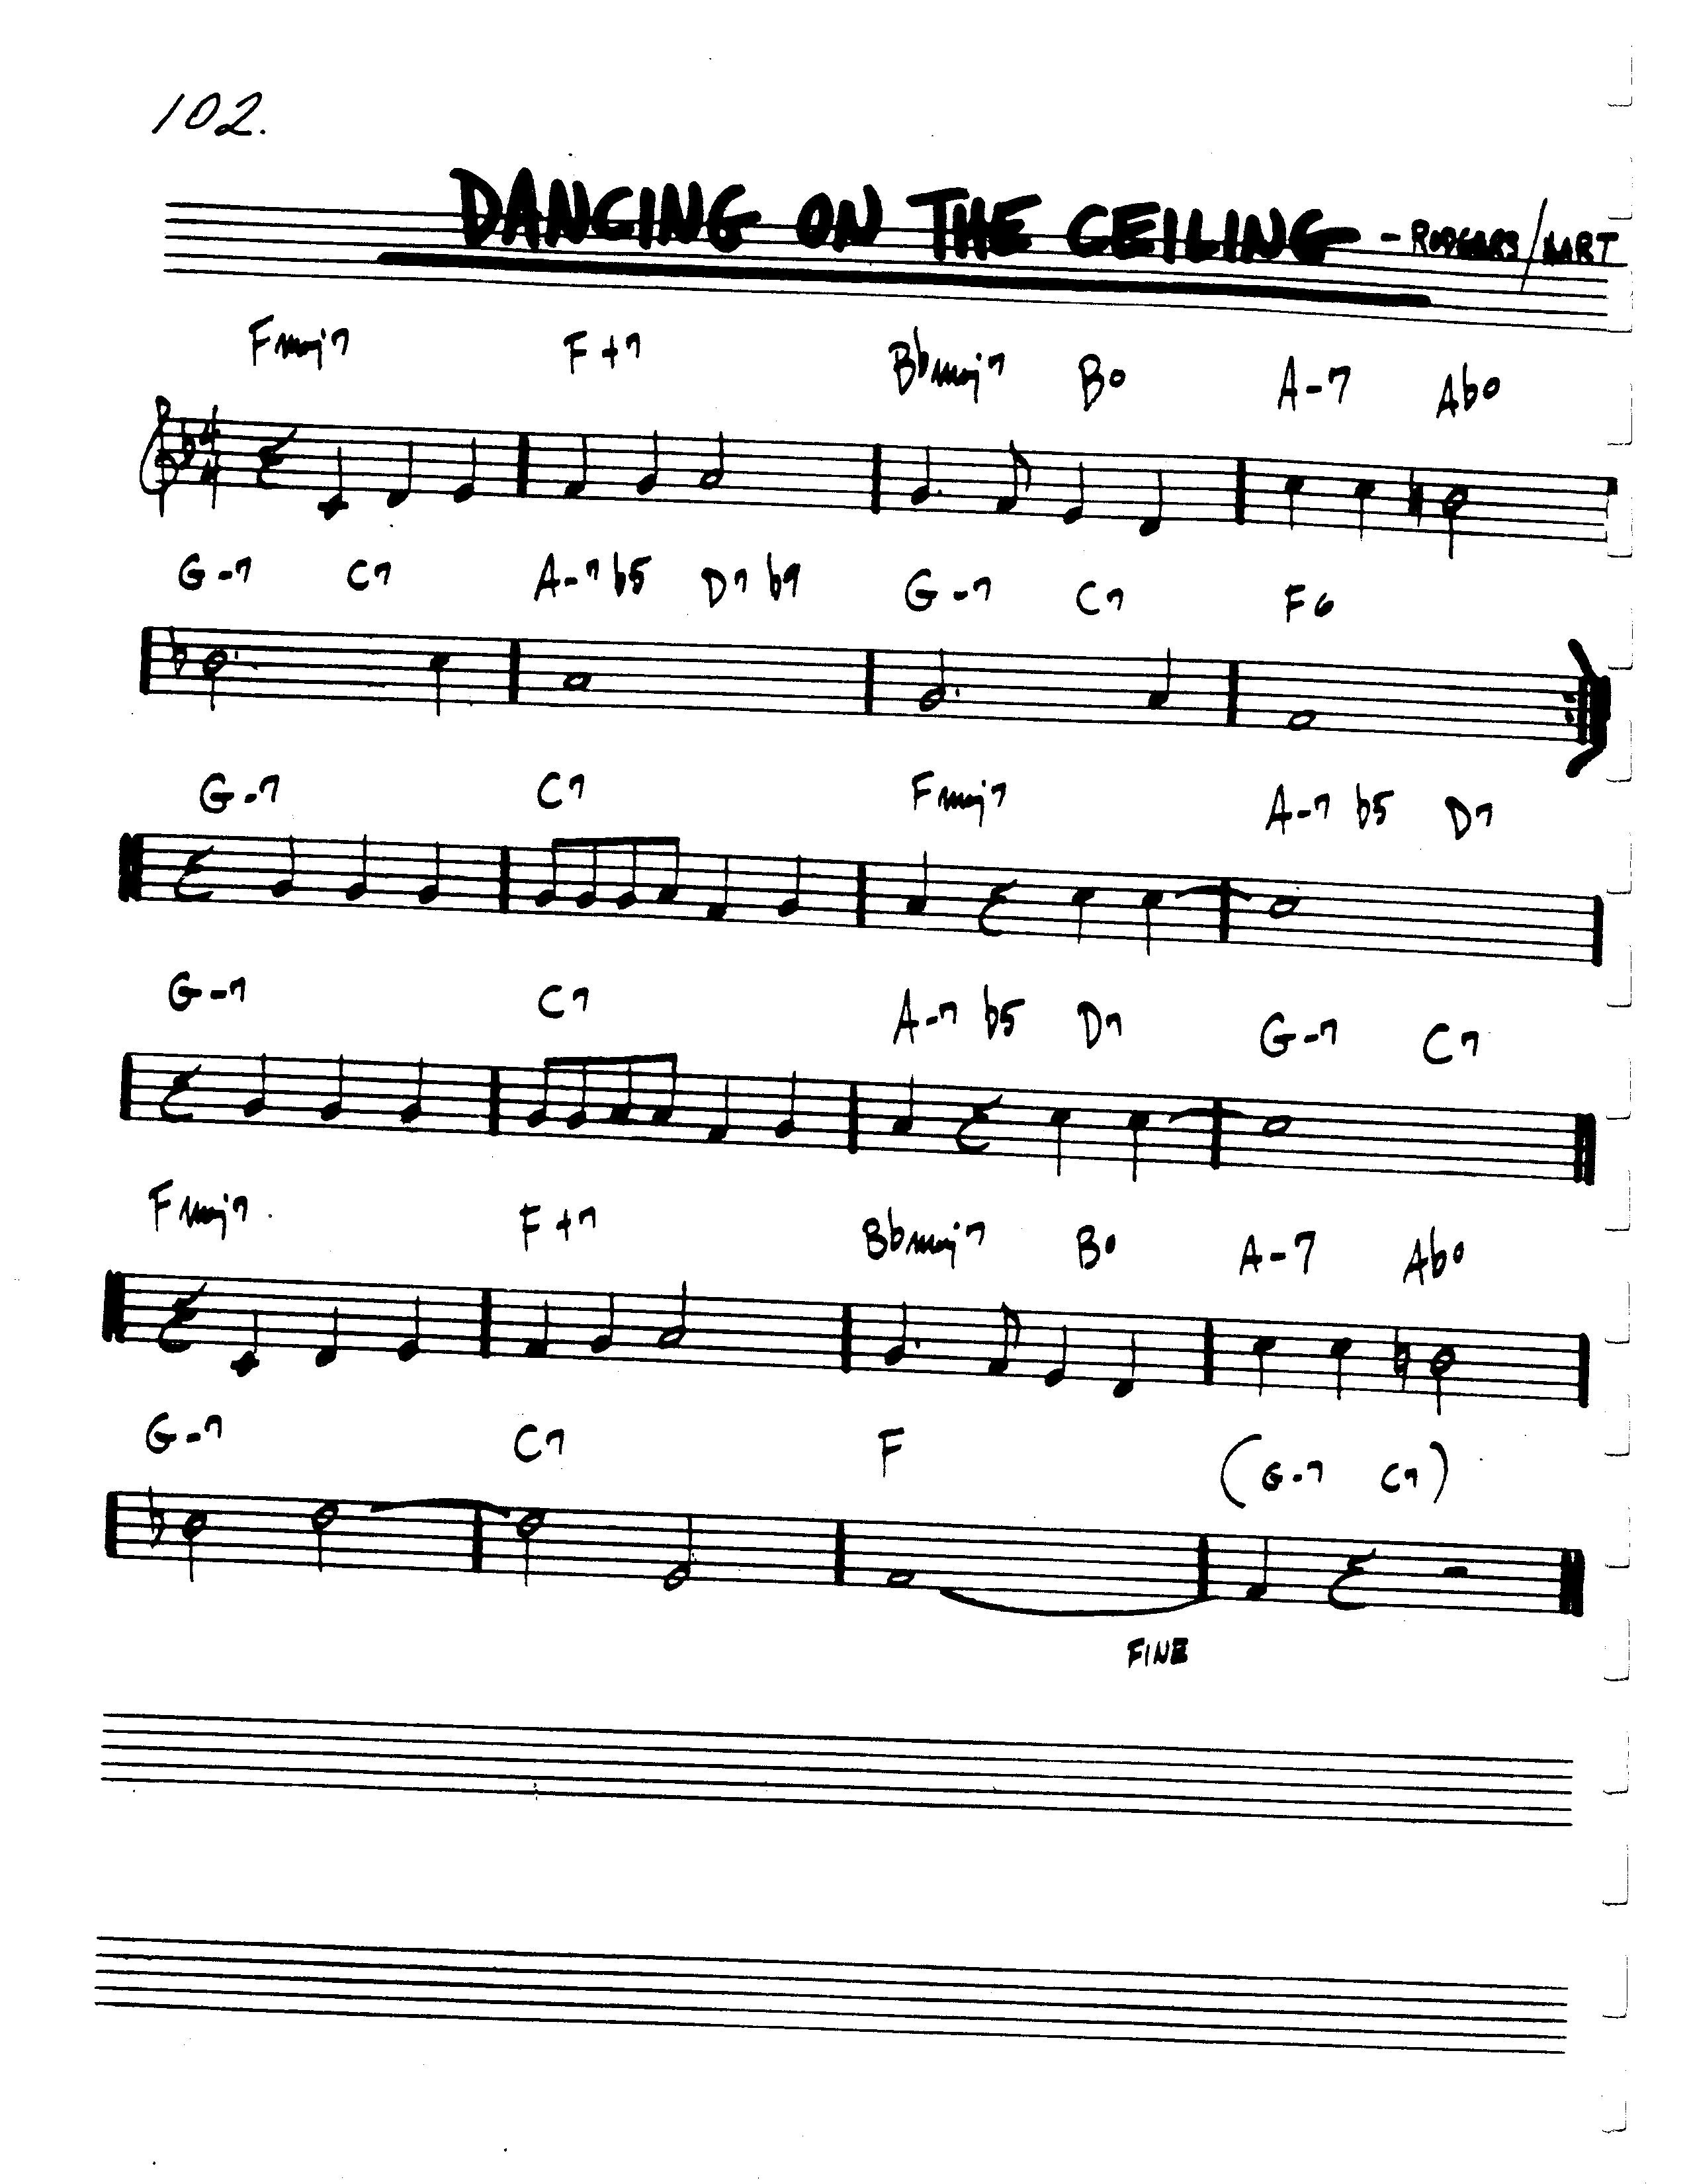 102.
DANCING ON THE CEILING - RODGERS/HART
Fmaj7 F+7 Bbmaj7 Bo A-7 Abo
4
4
G-7 C7 A-7b5 D7b9 G-7 C7 F6
G-7 C7 Fmaj7 A-7b5 D7
G-7 C7 A-7b5 D7 G-7 C7
Fmaj7 F+7 Bbmaj7 Bo A-7 Abo
G-7 C7 F (G-7 C7)
FINE